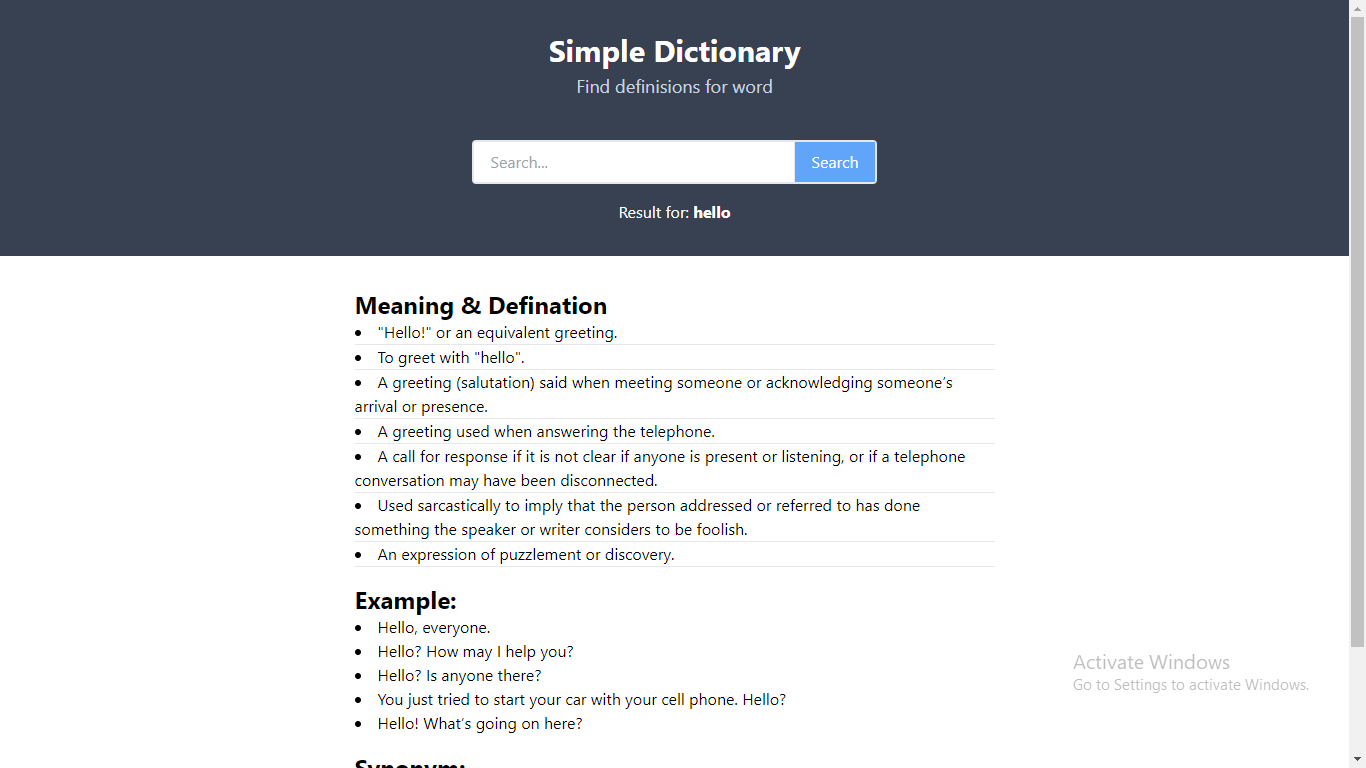 Simple Dictionary
Find definisions for word
Search...
Search
Result for: hello
Meaning & Defination
• "Hello!" or an equivalent greeting.
• To greet with "hello".
• A greeting (salutation) said when meeting someone or acknowledging someone’s
arrival or presence.
• A greeting used when answering the telephone.
• A call for response if it is not clear if anyone is present or listening, or if a telephone
conversation may have been disconnected.
• Used sarcastically to imply that the person addressed or referred to has done
something the speaker or writer considers to be foolish.
• An expression of puzzlement or discovery.
Example:
• Hello, everyone.
• Hello? How may I help you?
• Hello? Is anyone there?
• You just tried to start your car with your cell phone. Hello?
• Hello! What’s going on here?
Synonym:
Activate Windows
Go to Settings to activate Windows.